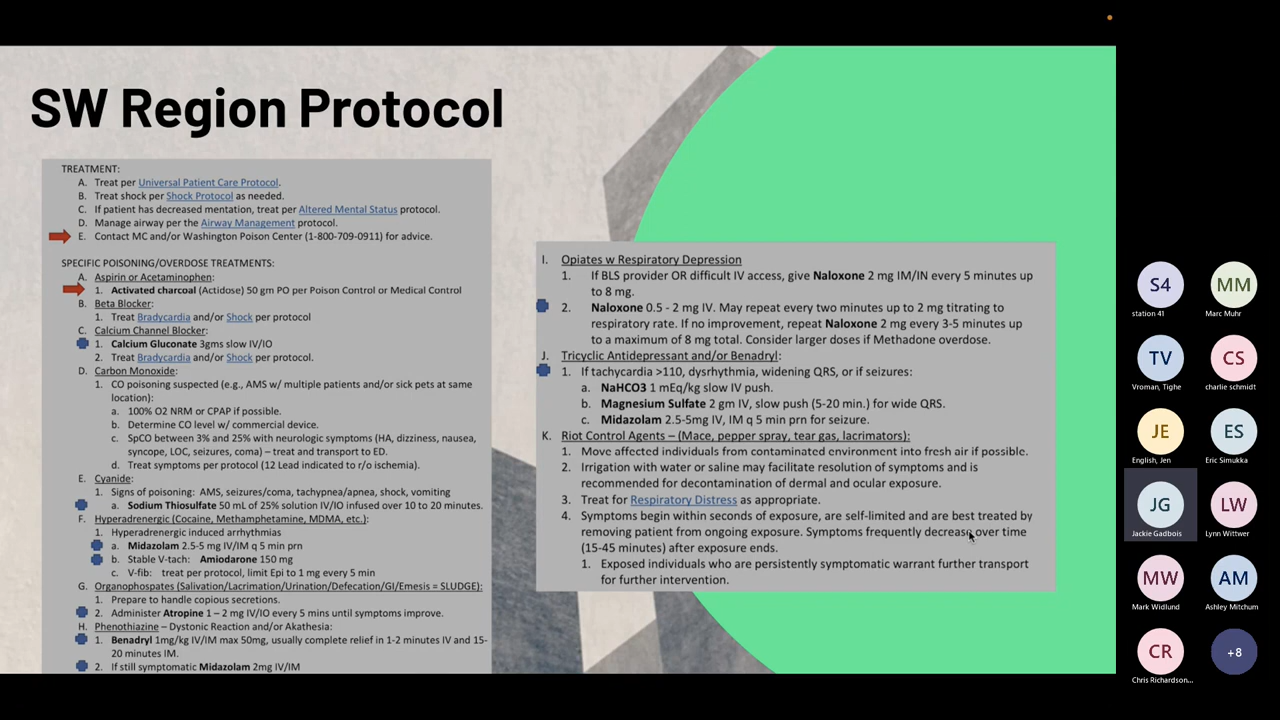 SW Region Protocol
TREATMENT:
A. Treat per Universal Patient Care Protocol.
B. Treat shock per Shock Protocol as needed.
C. If patient has decreased mentation, treat per Altered Mental Status protocol.
D. Manage airway per the Airway Management protocol.
E. Contact MC and/or Washington Poison Center (1-800-709-0911) for advice.
SPECIFIC POISONING/OVERDOSE TREATMENTS:
A. Aspirin or Acetaminophen:
1. Activated charcoal (Actidose) 50 gm PO per Poison Control or Medical Control
B. Beta Blocker:
1. Treat Bradycardia and/or Shock per protocol
C. Calcium Channel Blocker:
1. Calcium Gluconate 3gms slow IV/IO
2. Treat Bradycardia and/or Shock per protocol.
D. Carbon Monoxide:
1. CO poisoning suspected (e.g., AMS w/ multiple patients and/or sick pets at same
location):
a. 100% O2 NRM or CPAP if possible.
b. Determine CO level w/ commercial device.
c. SpCO between 3% and 25% with neurologic symptoms (HA, dizziness, nausea,
syncope, LOC, seizures, coma) – treat and transport to ED.
d. Treat symptoms per protocol (12 Lead indicated to r/o ischemia).
E. Cyanide:
1. Signs of poisoning: AMS, seizures/coma, tachypnea/apnea, shock, vomiting
a. Sodium Thiosulfate 50 mL of 25% solution IV/IO infused over 10 to 20 minutes.
F. Hyperadrenergic (Cocaine, Methamphetamine, MDMA, etc.):
1. Hyperadrenergic induced arrhythmias
a. Midazolam 2.5-5 mg IV/IM q 5 min prn
b. Stable V-tach: Amiodarone 150 mg
c. V-fib: treat per protocol, limit Epi to 1 mg every 5 min
G. Organophospates (Salivation/Lacrimation/Urination/Defecation/GI/Emesis = SLUDGE):
1. Prepare to handle copious secretions.
2. Administer Atropine 1 – 2 mg IV/IO every 5 mins until symptoms improve.
H. Phenothiazine – Dystonic Reaction and/or Akathesia:
1. Benadryl 1mg/kg IV/IM max 50mg, usually complete relief in 1-2 minutes IV and 15-
20 minutes IM.
2. If still symptomatic Midazolam 2mg IV/IM
I. Opiates w Respiratory Depression
1. If BLS provider OR difficult IV access, give Naloxone 2 mg IM/IN every 5 minutes up
to 8 mg.
2. Naloxone 0.5 - 2 mg IV. May repeat every two minutes up to 2 mg titrating to
respiratory rate. If no improvement, repeat Naloxone 2 mg every 3-5 minutes up
to a maximum of 8 mg total. Consider larger doses if Methadone overdose.
J. Tricyclic Antidepressant and/or Benadryl:
1. If tachycardia >110, dysrhythmia, widening QRS, or if seizures:
a. NaHCO3 1 mEq/kg slow IV push.
b. Magnesium Sulfate 2 gm IV, slow push (5-20 min.) for wide QRS.
c. Midazolam 2.5-5mg IV, IM q 5 min prn for seizure.
K. Riot Control Agents – (Mace, pepper spray, tear gas, lacrimators):
1. Move affected individuals from contaminated environment into fresh air if possible.
2. Irrigation with water or saline may facilitate resolution of symptoms and is
recommended for decontamination of dermal and ocular exposure.
3. Treat for Respiratory Distress as appropriate.
4. Symptoms begin within seconds of exposure, are self-limited and are best treated by
removing patient from ongoing exposure. Symptoms frequently decrease over time
(15-45 minutes) after exposure ends.
1. Exposed individuals who are persistently symptomatic warrant further transport
for further intervention.
S4
station 41
MM
Marc Muhr
TV
Vroman, Tighe
CS
charlie schmidt
JE
English, Jen
ES
Eric Simukka
JG
Jackie Gadbois
LW
Lynn Wittwer
MW
Mark Widlund
AM
Ashley Mitchum
CR
Chris Richardson...
+8